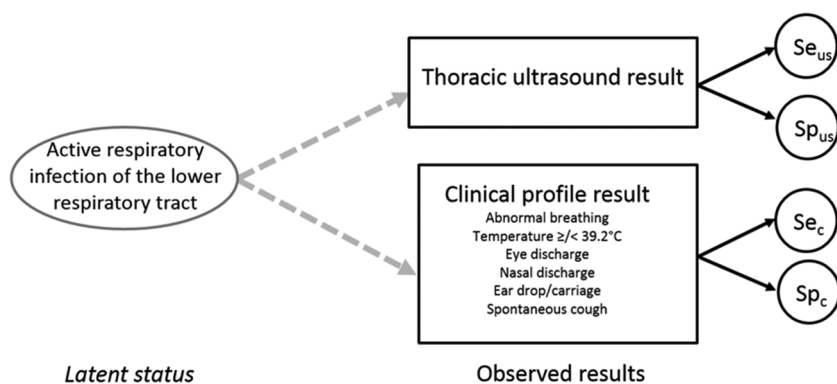 Active respiratory
infection of the lower
respiratory tract
Thoracic ultrasound result
Se_us
Sp_us
Clinical profile result
Abnormal breathing
Temperature ≥/< 39.2°C
Eye discharge
Nasal discharge
Ear drop/carriage
Spontaneous cough
Se_c
Sp_c
Latent status
Observed results